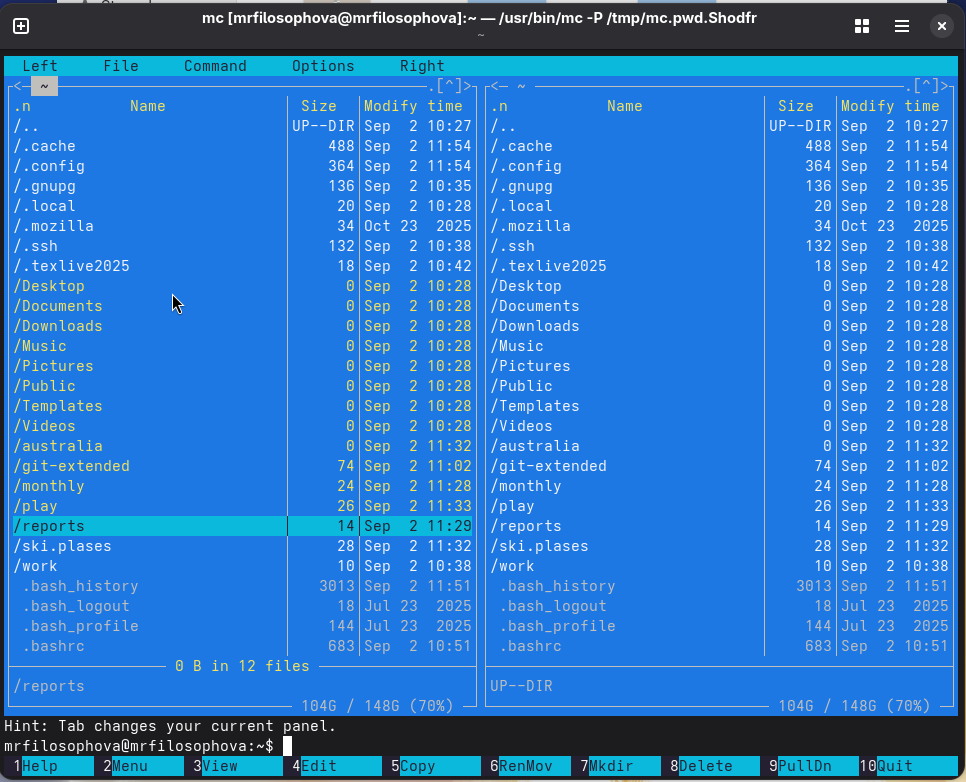 mc [mrfilosophova@mrfilosophova]:~ — /usr/bin/mc -P /tmp/mc.pwd.Shodfr
~
Left File Command Options Right
<─ ~ ─.[^]>
.n Name Size Modify time
/.. UP--DIR Sep 2 10:27
/.cache 488 Sep 2 11:54
/.config 364 Sep 2 11:54
/.gnupg 136 Sep 2 10:35
/.local 20 Sep 2 10:28
/.mozilla 34 Oct 23 2025
/.ssh 132 Sep 2 10:38
/.texlive2025 18 Sep 2 10:42
/Desktop 0 Sep 2 10:28
/Documents 0 Sep 2 10:28
/Downloads 0 Sep 2 10:28
/Music 0 Sep 2 10:28
/Pictures 0 Sep 2 10:28
/Public 0 Sep 2 10:28
/Templates 0 Sep 2 10:28
/Videos 0 Sep 2 10:28
/australia 0 Sep 2 11:32
/git-extended 74 Sep 2 11:02
/monthly 24 Sep 2 11:28
/play 26 Sep 2 11:33
/reports 14 Sep 2 11:29
/ski.plases 28 Sep 2 11:32
/work 10 Sep 2 10:38
.bash_history 3013 Sep 2 11:51
.bash_logout 18 Jul 23 2025
.bash_profile 144 Jul 23 2025
.bashrc 683 Sep 2 10:51
0 B in 12 files
/reports
104G / 148G (70%)
<─ ~ ─.[^]>
.n Name Size Modify time
/.. UP--DIR Sep 2 10:27
/.cache 488 Sep 2 11:54
/.config 364 Sep 2 11:54
/.gnupg 136 Sep 2 10:35
/.local 20 Sep 2 10:28
/.mozilla 34 Oct 23 2025
/.ssh 132 Sep 2 10:38
/.texlive2025 18 Sep 2 10:42
/Desktop 0 Sep 2 10:28
/Documents 0 Sep 2 10:28
/Downloads 0 Sep 2 10:28
/Music 0 Sep 2 10:28
/Pictures 0 Sep 2 10:28
/Public 0 Sep 2 10:28
/Templates 0 Sep 2 10:28
/Videos 0 Sep 2 10:28
/australia 0 Sep 2 11:32
/git-extended 74 Sep 2 11:02
/monthly 24 Sep 2 11:28
/play 26 Sep 2 11:33
/reports 14 Sep 2 11:29
/ski.plases 28 Sep 2 11:32
/work 10 Sep 2 10:38
.bash_history 3013 Sep 2 11:51
.bash_logout 18 Jul 23 2025
.bash_profile 144 Jul 23 2025
.bashrc 683 Sep 2 10:51
UP--DIR
104G / 148G (70%)
Hint: Tab changes your current panel.
mrfilosophova@mrfilosophova:~$
1Help 2Menu 3View 4Edit 5Copy 6RenMov 7Mkdir 8Delete 9PullDn 10Quit